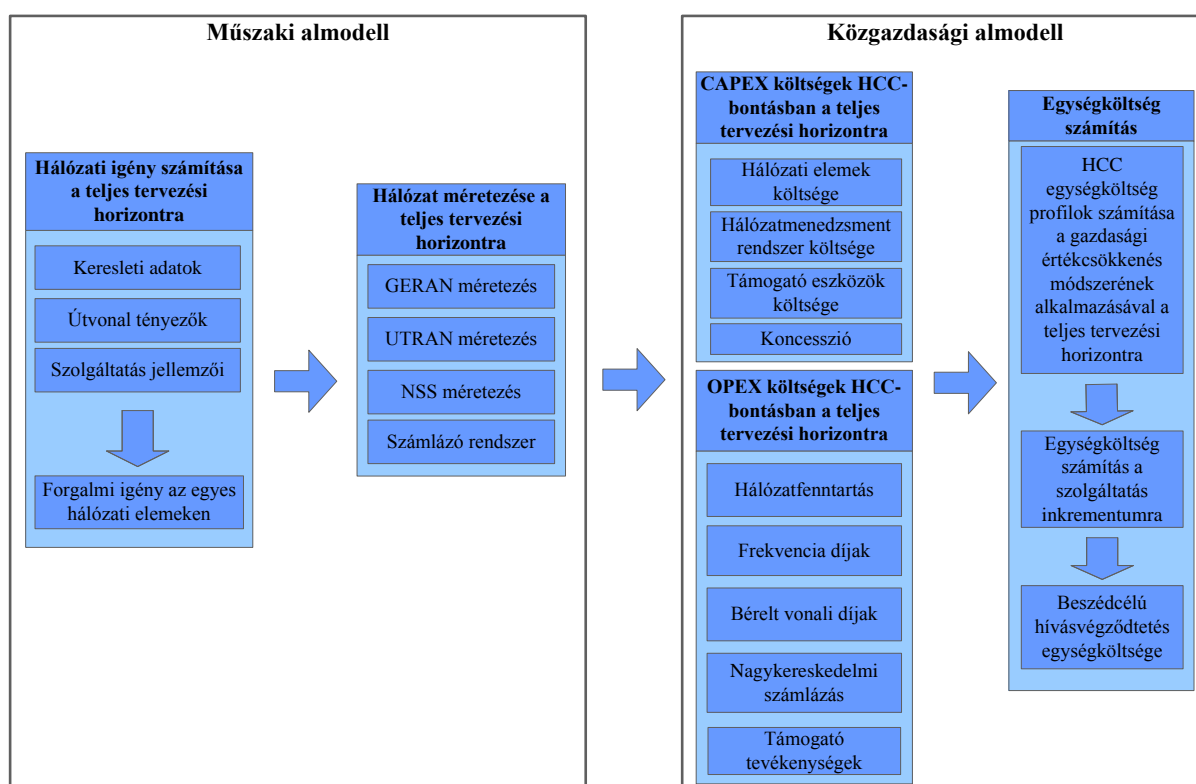 Műszaki almodell
Hálózati igény számítása
a teljes tervezési
horizontra
Keresleti adatok
Útvonal tényezők
Szolgáltatás jellemzői
Forgalmi igény az egyes
hálózati elemeken
Hálózat méretezése a
teljes tervezési
horizontra
GERAN méretezés
UTRAN méretezés
NSS méretezés
Számlázó rendszer
Közgazdasági almodell
CAPEX költségek HCC-
bontásban a teljes
tervezési horizontra
Hálózati elemek
költsége
Hálózatmenedzsment
rendszer költsége
Támogató eszközök
költsége
Koncesszió
OPEX költségek HCC-
bontásban a teljes
tervezési horizontra
Hálózatfenntartás
Frekvencia díjak
Bérelt vonali díjak
Nagykereskedelmi
számlázás
Támogató
tevékenységek
Egységköltség
számítás
HCC
egységköltség
profilok számítása
a gazdasági
értékcsökkenés
módszerének
alkalmazásával a
teljes tervezési
horizontra
Egységköltség
számítás a
szolgáltatás
inkrementumra
Beszédcélú
hívásvégződtetés
egységköltsége